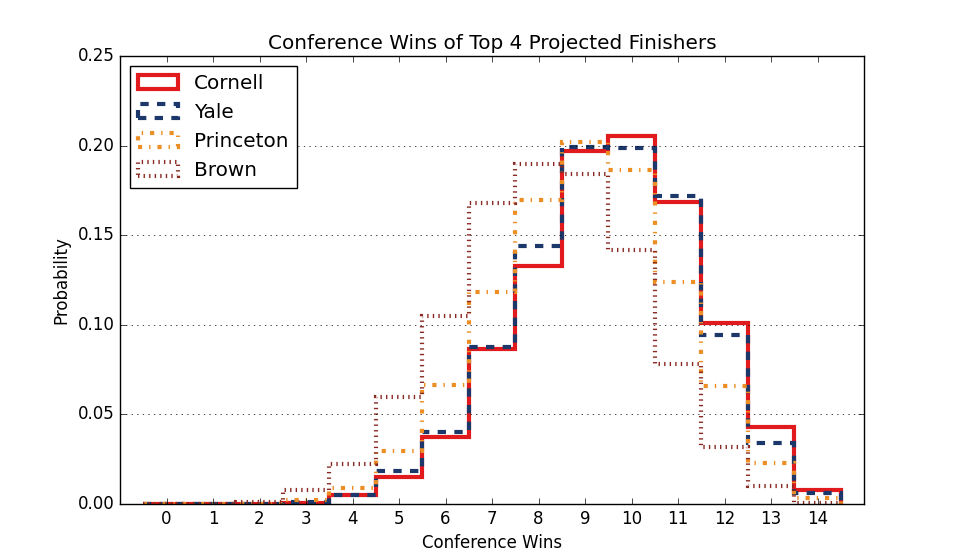 Conference Wins of Top 4 Projected Finishers
0.25
0.20
0.15
0.10
0.05
0.00
Probability
Cornell
Yale
Princeton
Brown
0 1 2 3 4 5 6 7 8 9 10 11 12 13 14
Conference Wins